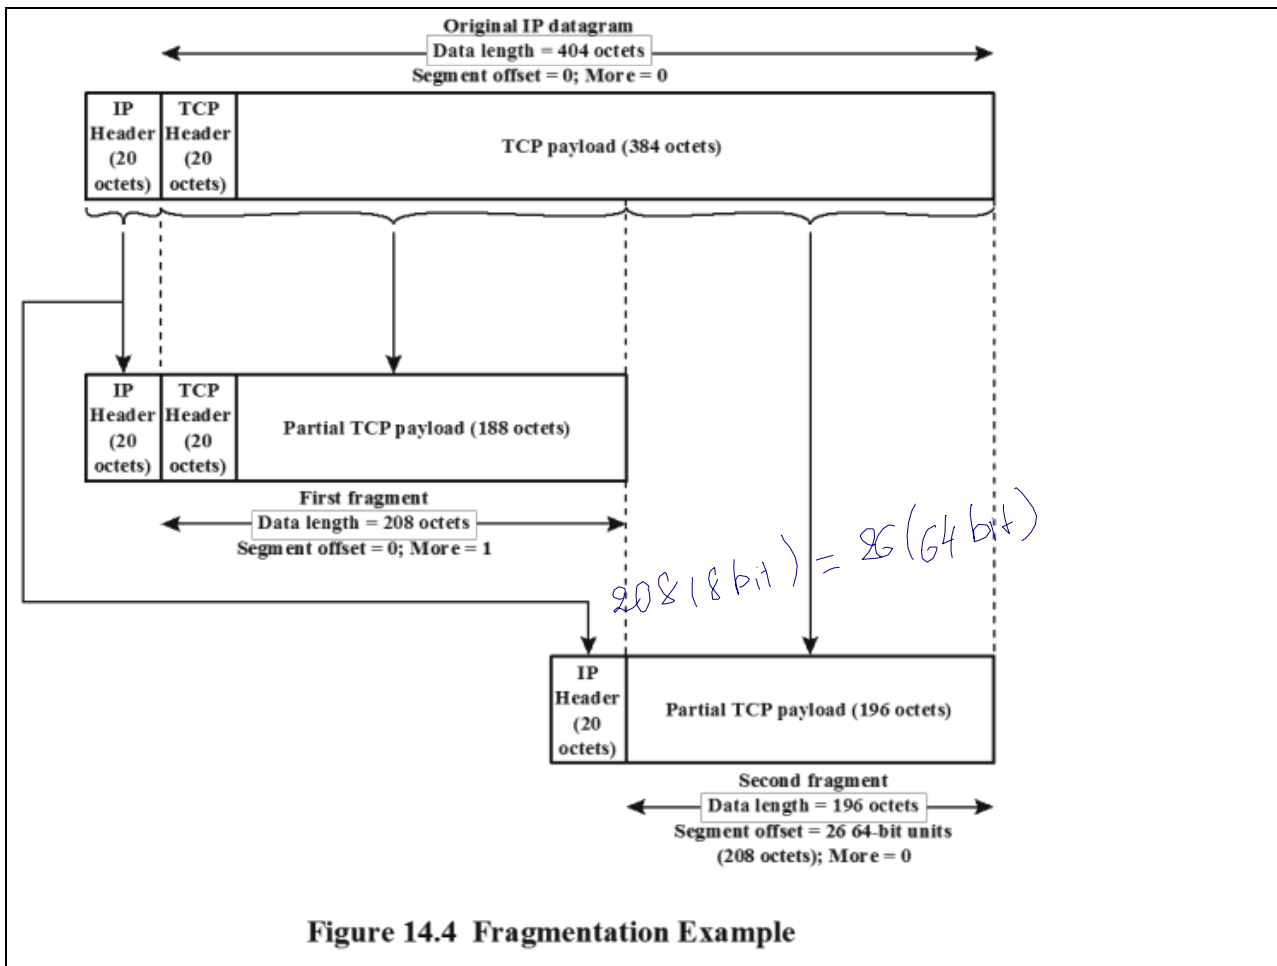 Original IP datagram
Data length = 404 octets
Segment offset = 0; More = 0
IP Header (20 octets)
TCP Header (20 octets)
TCP payload (384 octets)
IP Header (20 octets)
TCP Header (20 octets)
Partial TCP payload (188 octets)
First fragment
Data length = 208 octets
Segment offset = 0; More = 1
208 (8 bit) = 26 (64 bit)
IP Header (20 octets)
Partial TCP payload (196 octets)
Second fragment
Data length = 196 octets
Segment offset = 26 64-bit units
(208 octets); More = 0
Figure 14.4 Fragmentation Example